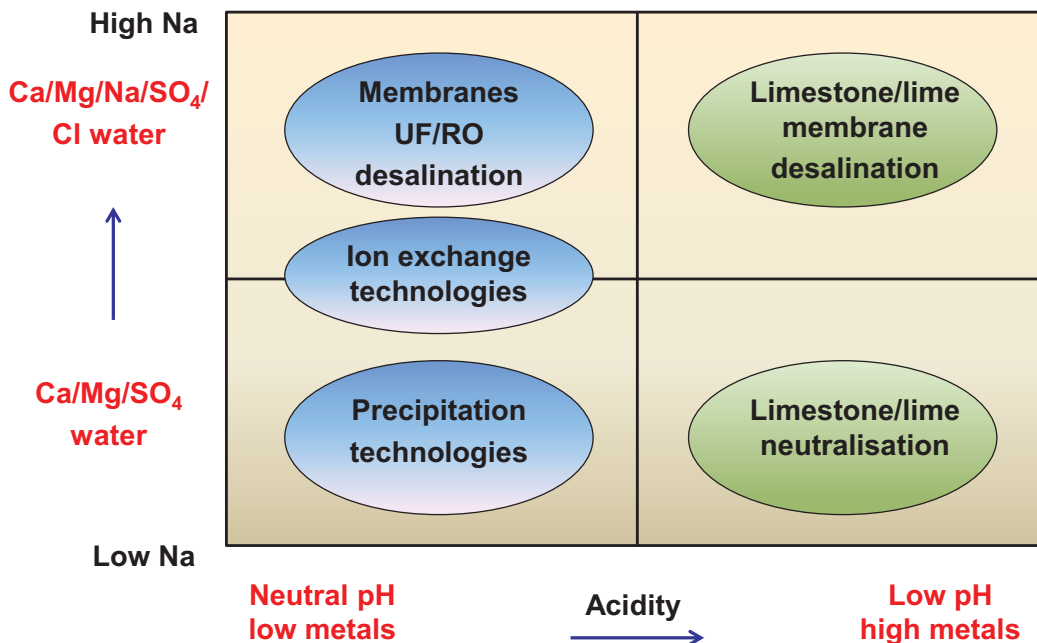 High Na
Ca/Mg/Na/SO₄/
Cl water
Ca/Mg/SO₄
water
Low Na
Membranes
UF/RO
desalination
Limestone/lime
membrane
desalination
Ion exchange
technologies
Precipitation
technologies
Limestone/lime
neutralisation
Neutral pH
low metals
Acidity
Low pH
high metals